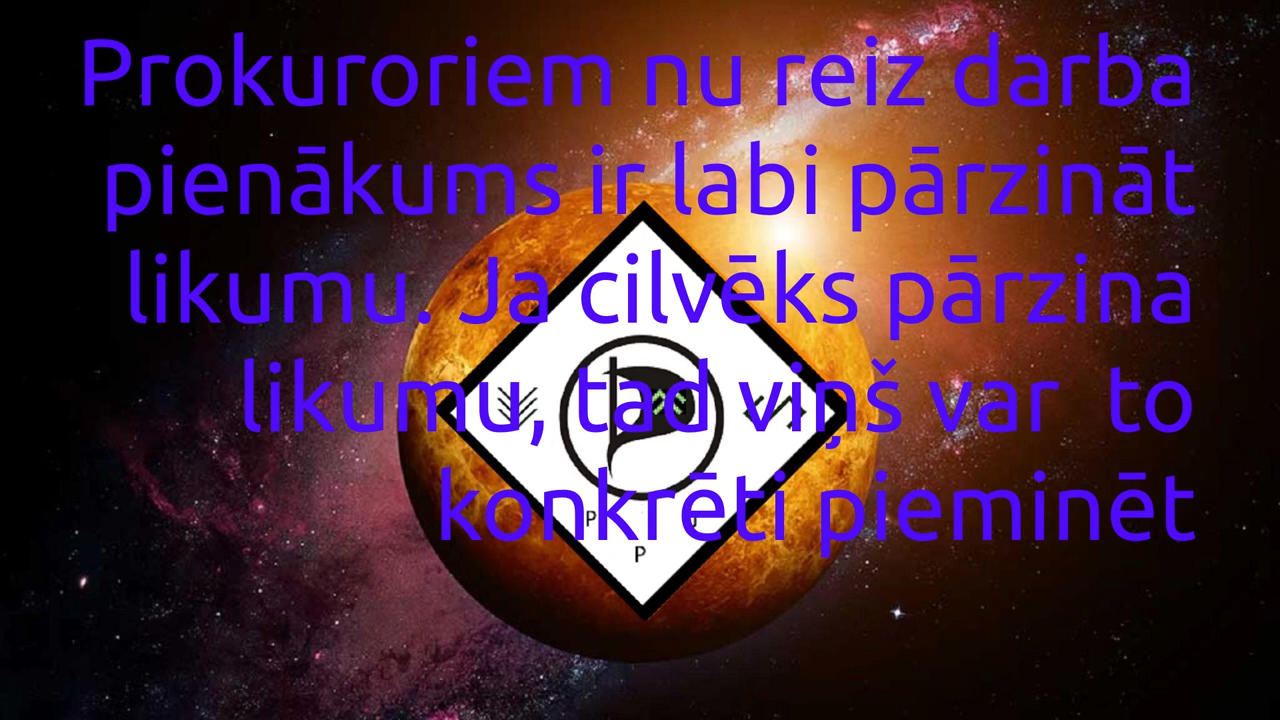 Prokuroriem nu reiz darba
pienākums ir labi pārzināt
likumu. Ja cilvēks pārzina
likumu, tad viņš var to
konkrēti pieminēt
P
P